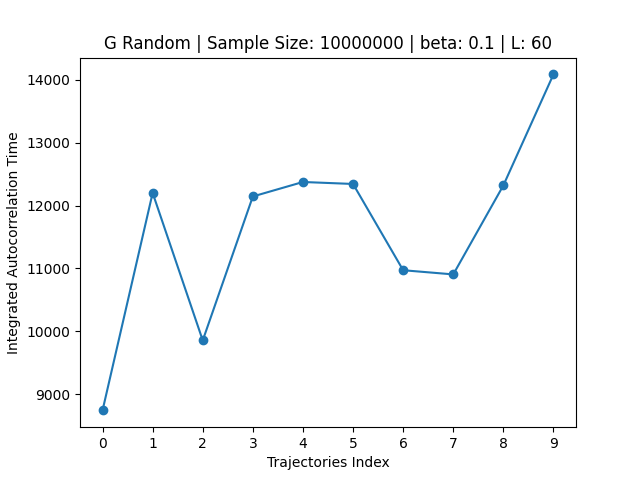 G Random | Sample Size: 10000000 | beta: 0.1 | L: 60
14000
13000
12000
11000
10000
9000
Integrated Autocorrelation Time
0 1 2 3 4 5 6 7 8 9
Trajectories Index